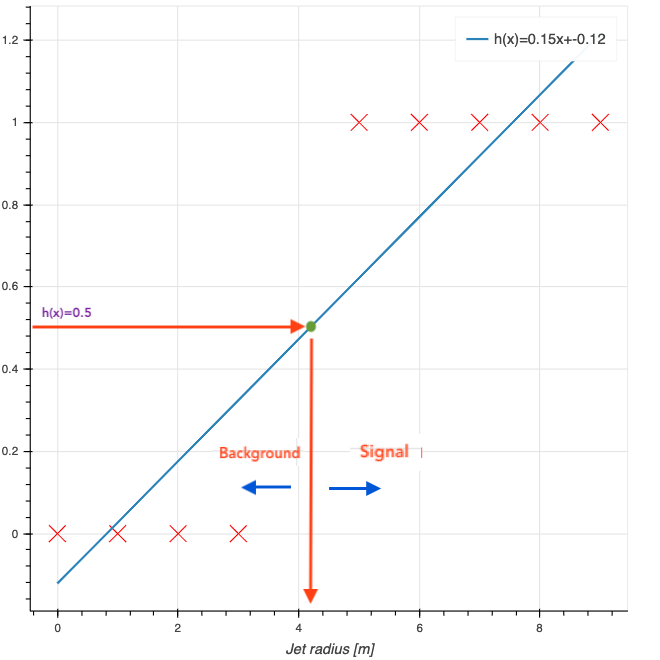 1.2
h(x)=0.15x+-0.12
1
0.8
0.6
h(x)=0.5
0.4
0.2
Background
Signal
0
0 2 4 6 8
Jet radius [m]